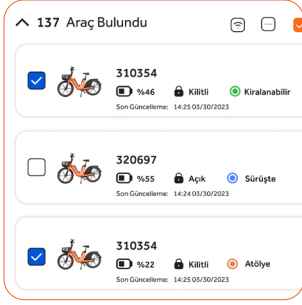 137 Araç Bulundu
310354
%46 Kilitli Kiralanabilir
Son Güncelleme: 14:25 03/30/2023
320697
%55 Açık Sürüşte
Son Güncelleme: 14:24 03/30/2023
310354
%22 Kilitli Atölye
Son Güncelleme: 14:25 03/30/2023